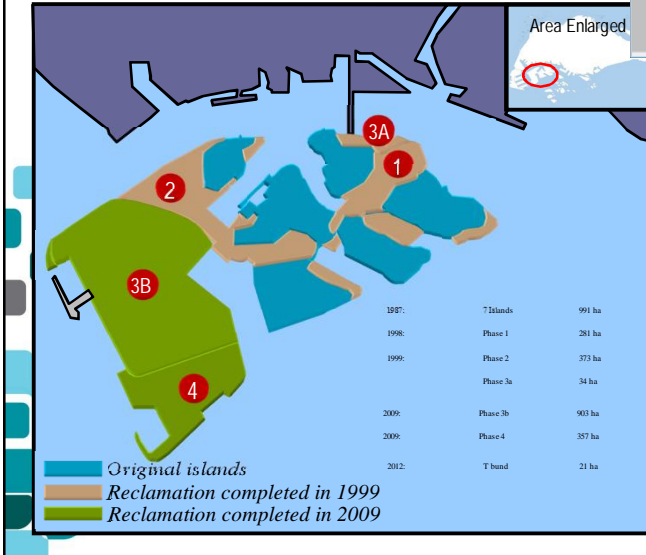 Area Enlarged
3A
1
2
3B
4
1987: 7 Islands 991 ha
1998: Phase 1 281 ha
1999: Phase 2 373 ha
Phase 3a 34 ha
2009: Phase 3b 903 ha
2009: Phase 4 357 ha
2012: T bund 21 ha
Original islands
Reclamation completed in 1999
Reclamation completed in 2009